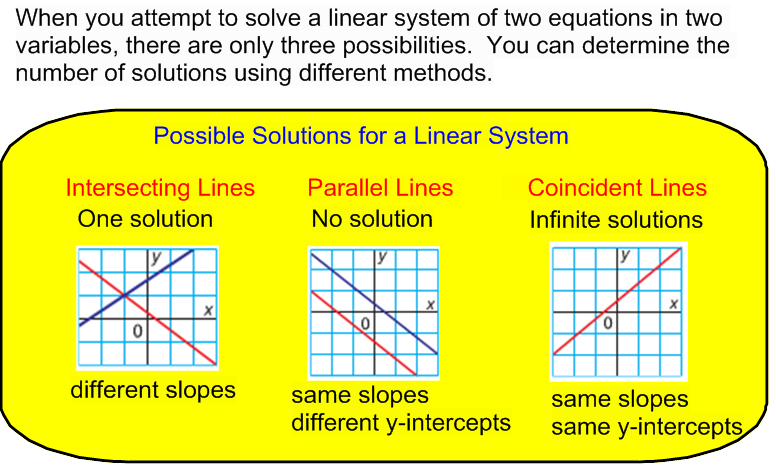 When you attempt to solve a linear system of two equations in two
variables, there are only three possibilities.  You can determine the
number of solutions using different methods.
Possible Solutions for a Linear System
Intersecting Lines
One solution
y
x
0
different slopes
Parallel Lines
No solution
y
x
0
same slopes
different y-intercepts
Coincident Lines
Infinite solutions
y
x
0
same slopes
same y-intercepts